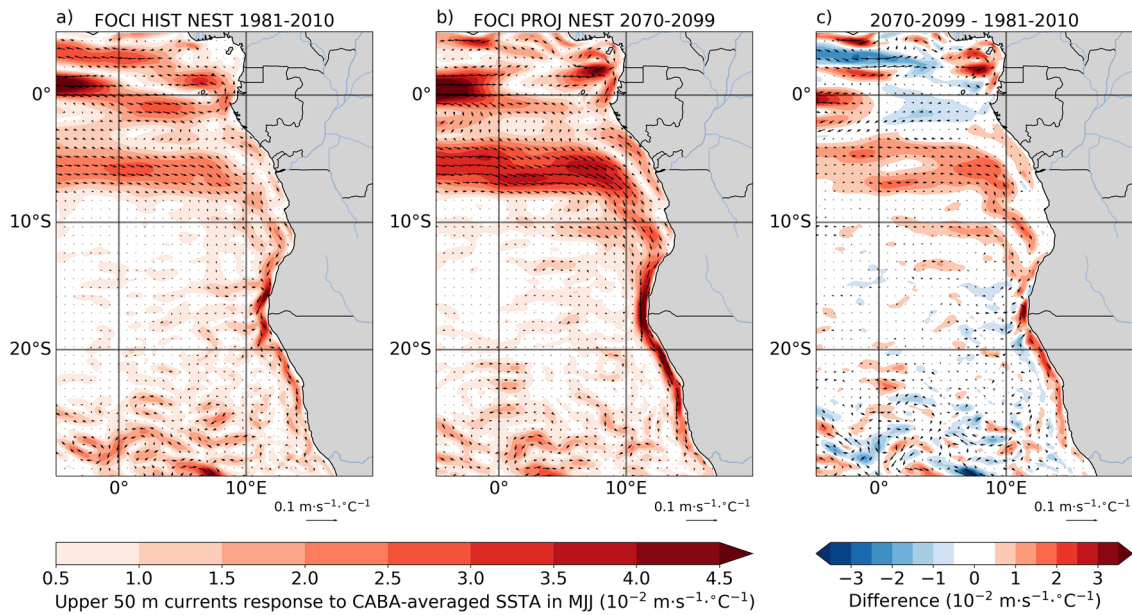 a) FOCI HIST NEST 1981-2010
b) FOCI PROJ NEST 2070-2099
c) 2070-2099 - 1981-2010
0°
10°S
20°S
0° 10°E
0.1 m·s⁻¹·°C⁻¹
0°
10°S
20°S
0° 10°E
0.1 m·s⁻¹·°C⁻¹
0°
10°S
20°S
0° 10°E
0.1 m·s⁻¹·°C⁻¹
0.5 1.0 1.5 2.0 2.5 3.0 3.5 4.0 4.5
Upper 50 m currents response to CABA-averaged SSTA in MJJ (10⁻² m·s⁻¹·°C⁻¹)
−3 −2 −1 0 1 2 3
Difference (10⁻² m·s⁻¹·°C⁻¹)